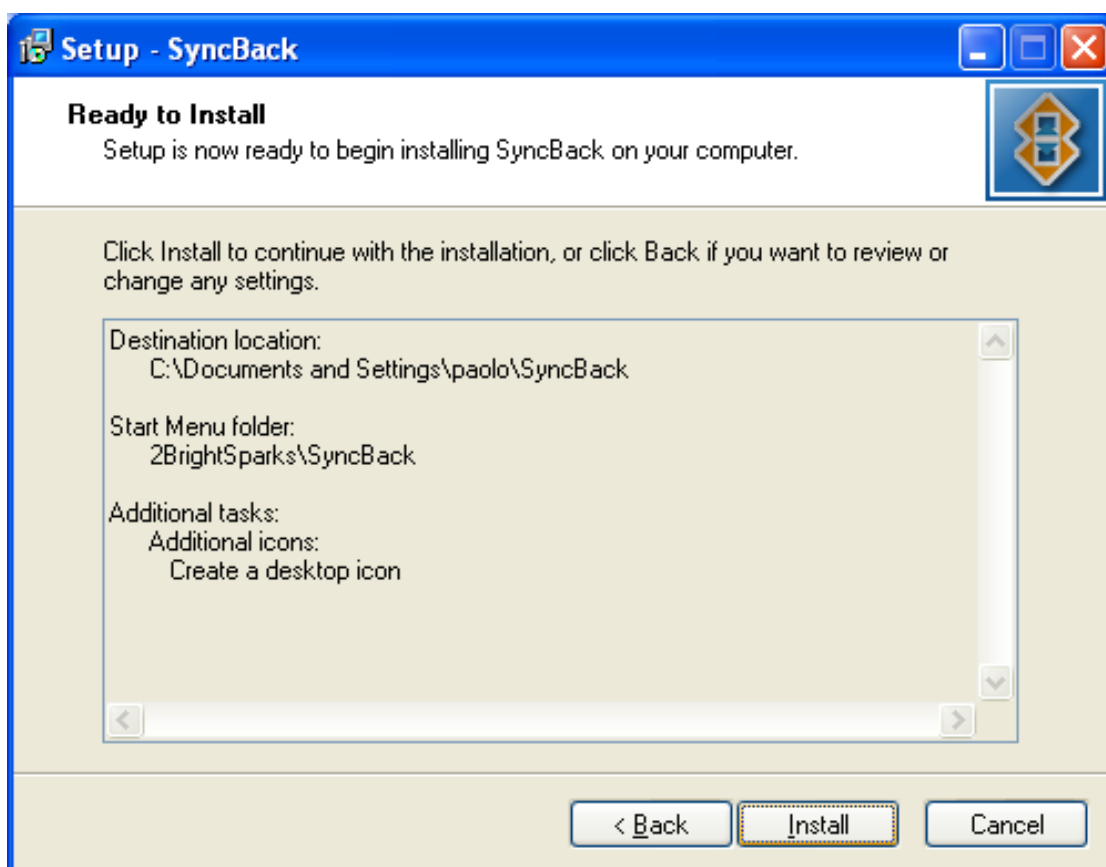 Setup - SyncBack
Ready to Install
Setup is now ready to begin installing SyncBack on your computer.
Click Install to continue with the installation, or click Back if you want to review or
change any settings.
Destination location:
C:\Documents and Settings\paolo\SyncBack
Start Menu folder:
2BrightSparks\SyncBack
Additional tasks:
Additional icons:
Create a desktop icon
< Back
Install
Cancel